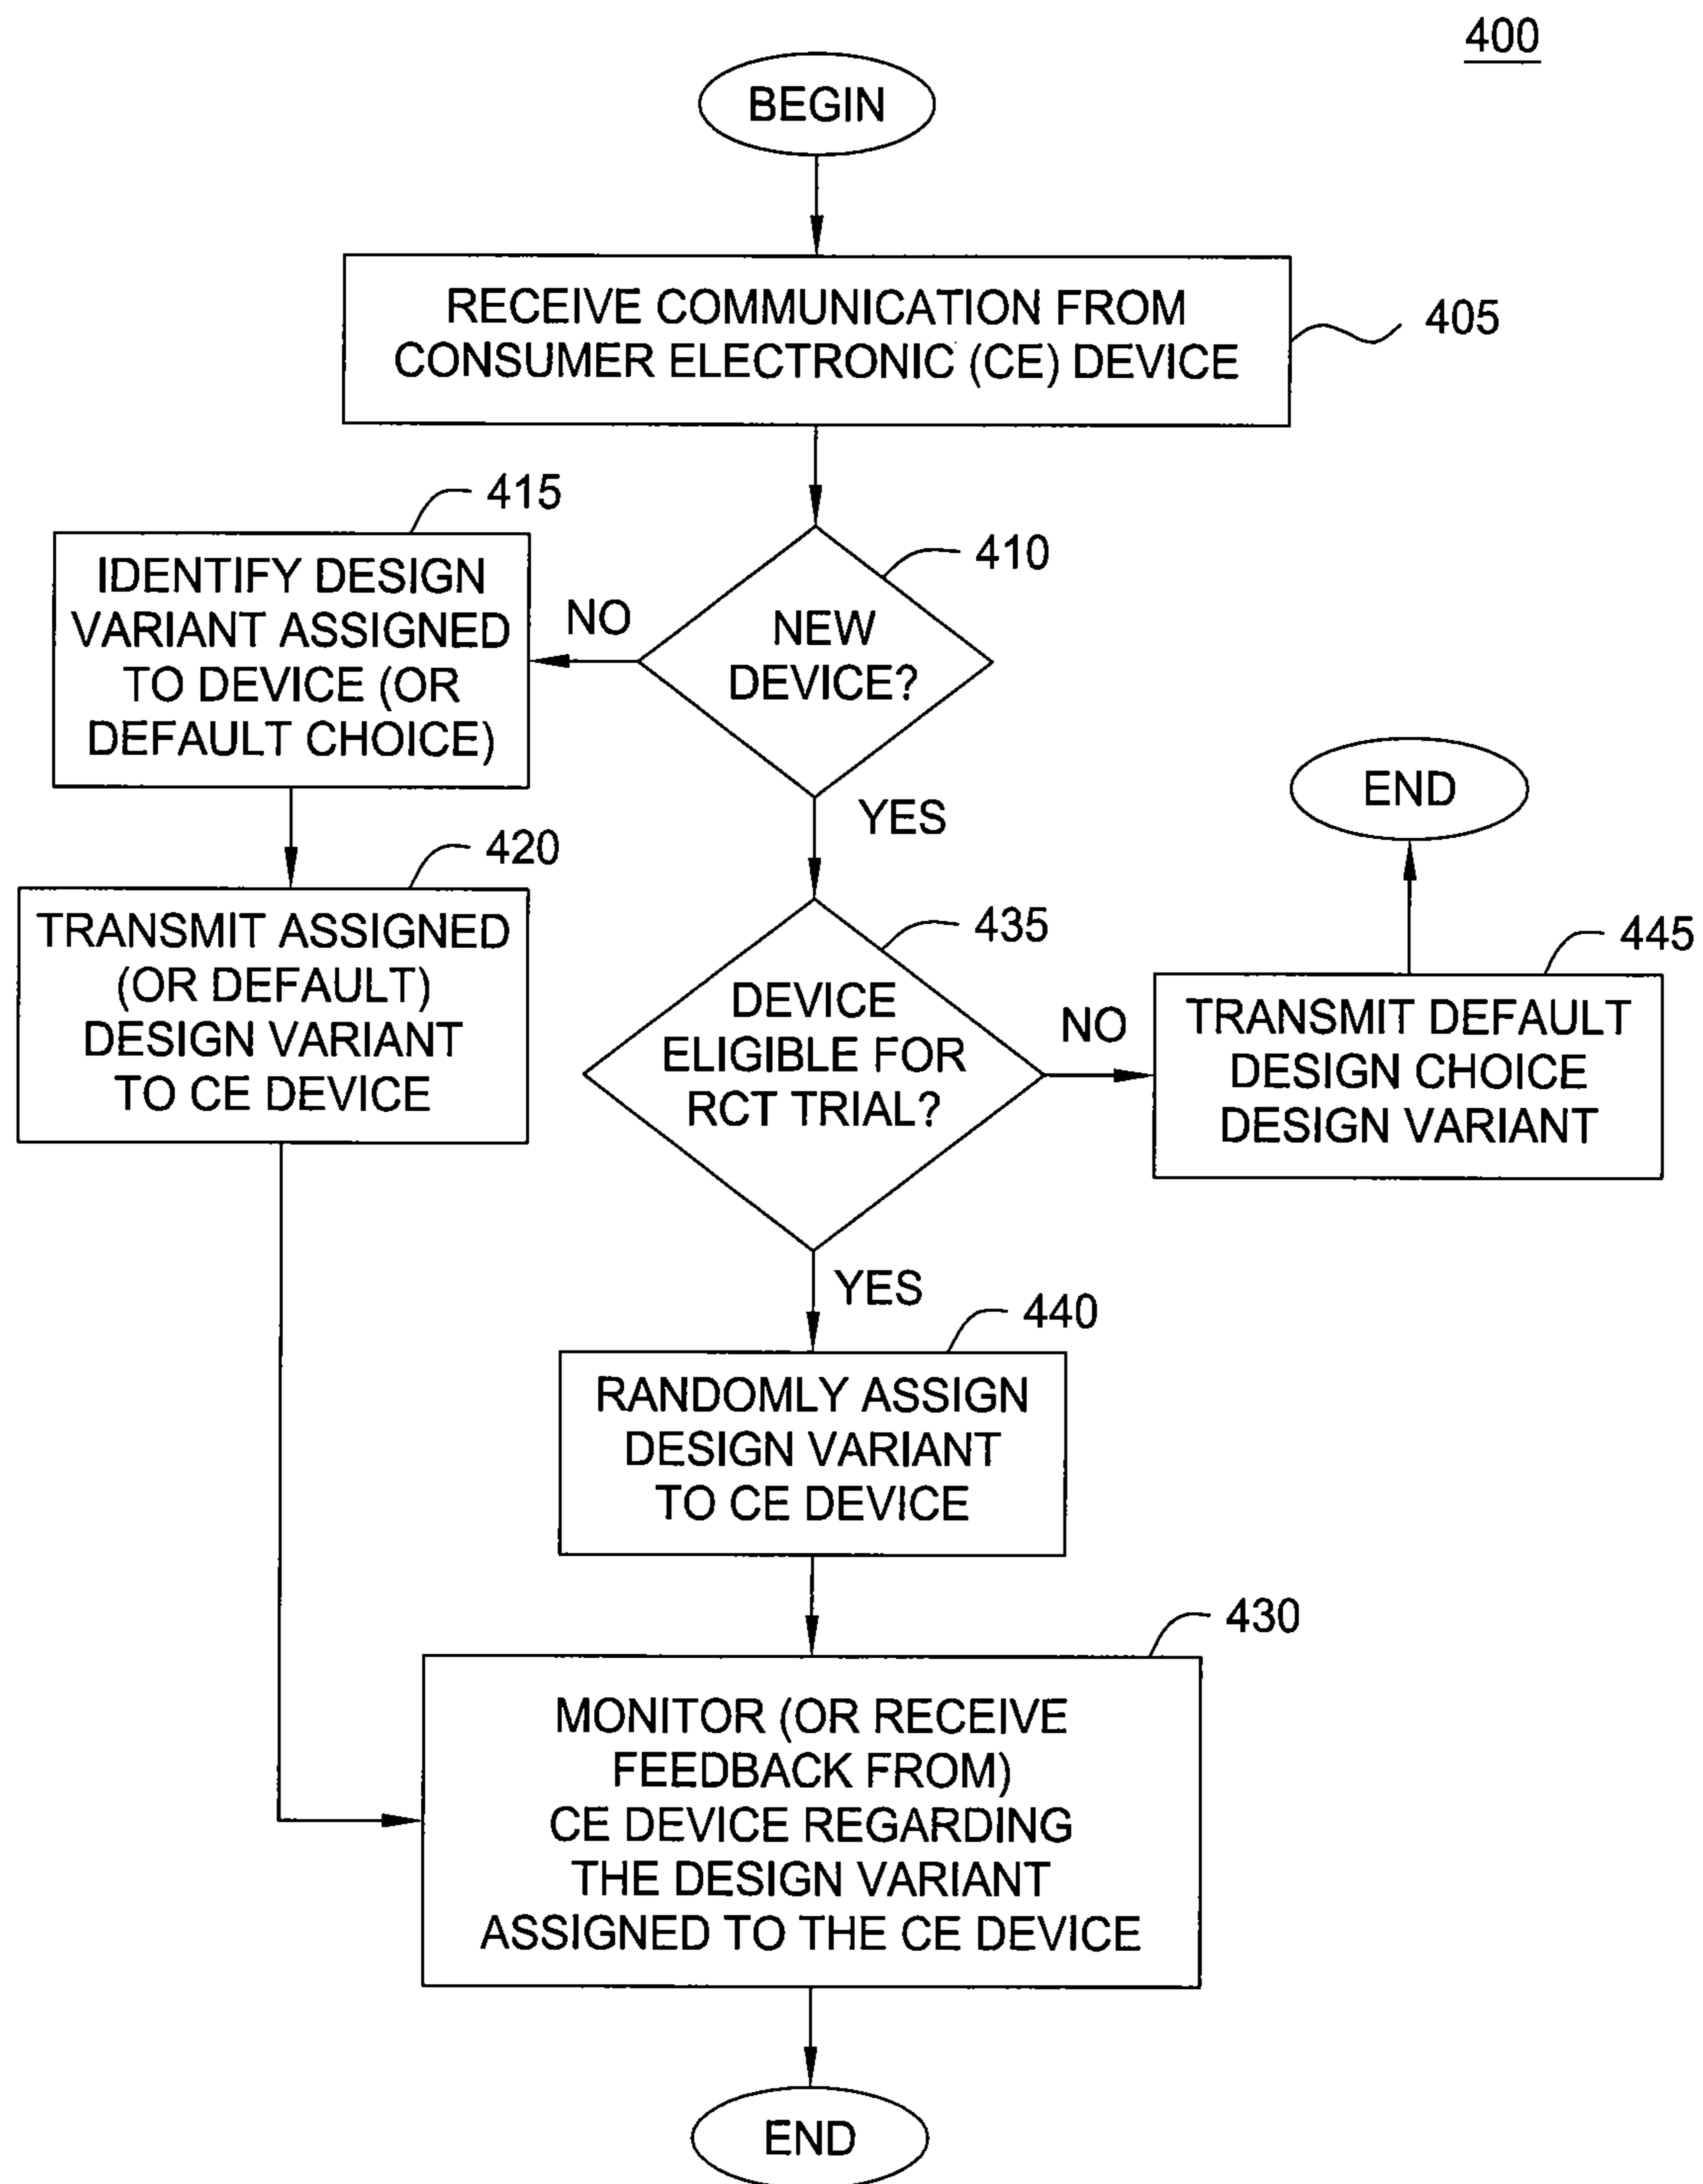 400
BEGIN
RECEIVE COMMUNICATION FROM
CONSUMER ELECTRONIC (CE) DEVICE
405
415
IDENTIFY DESIGN
VARIANT ASSIGNED
TO DEVICE (OR
DEFAULT CHOICE)
NO
410
NEW
DEVICE?
YES
END
420
TRANSMIT ASSIGNED
(OR DEFAULT)
DESIGN VARIANT
TO CE DEVICE
435
DEVICE
ELIGIBLE FOR
RCT TRIAL?
NO
445
TRANSMIT DEFAULT
DESIGN CHOICE
DESIGN VARIANT
YES
440
RANDOMLY ASSIGN
DESIGN VARIANT
TO CE DEVICE
430
MONITOR (OR RECEIVE
FEEDBACK FROM)
CE DEVICE REGARDING
THE DESIGN VARIANT
ASSIGNED TO THE CE DEVICE
END